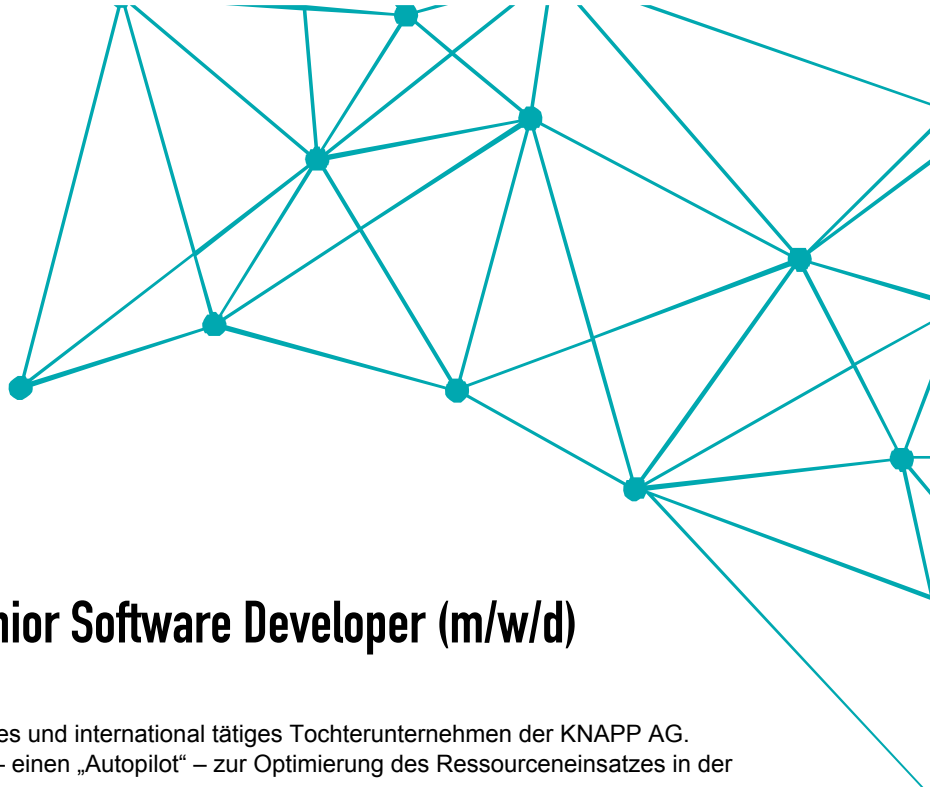 nior Software Developer (m/w/d)
es und international tätiges Tochterunternehmen der KNAPP AG.
– einen „Autopilot“ – zur Optimierung des Ressourceneinsatzes in der